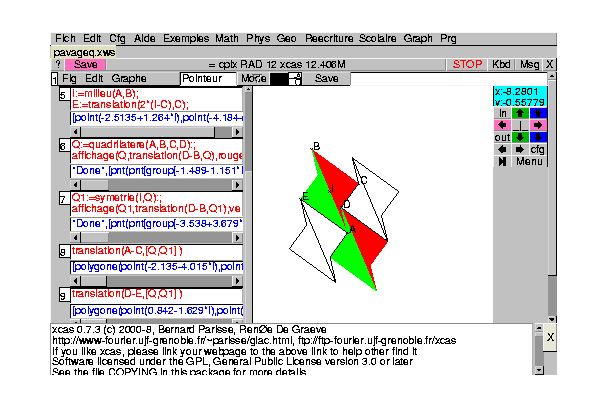 Fich Edit Cfg Aide Exemples Math Phys Geo Reecriture Scolaire Graph Prg
pavageq.xws
? Save = cplx RAD 12 xcas 12.406M STOP Kbd Msg X
1 Fig Edit Graphe Pointeur Mode Save
5 I:=milieu(A,B);
E:=translation(2*(I-C),C);
[point(-2.5135+1.264*i),point(-4.184+
6 Q:=quadrilatere(A,B,C,D);
affichage(Q,translation(D-B,Q),rouge
"Done",[pnt(pnt[group[-1.489-1.151*i
7 Q1:=symetrie(I,Q):;
affichage(Q1,translation(D-B,Q1),ve
"Done",[pnt(pnt[group[-3.538+3.679*
9 translation(A-C,[Q,Q1])
[polygone(point(-2.135-4.015*i),point
9 translation(D-E,[Q,Q1])
[polygone(point(0.842-1.629*i),point(
B
C
I
E
D
A
x:-9.2801
y:-0.55779
in
out
cfg
Menu
xcas 0.7.3 (c) 2000-8, Bernard Parisse, RenØe De Graeve
http://www-fourier.ujf-grenoble.fr/~parisse/giac.html, ftp://ftp-fourier.ujf-grenoble.fr/xcas
If you like xcas, please link your webpage to the above link to help other find it
Software licensed under the GPL, General Public License version 3.0 or later
See the file COPYING in this package for more details
X